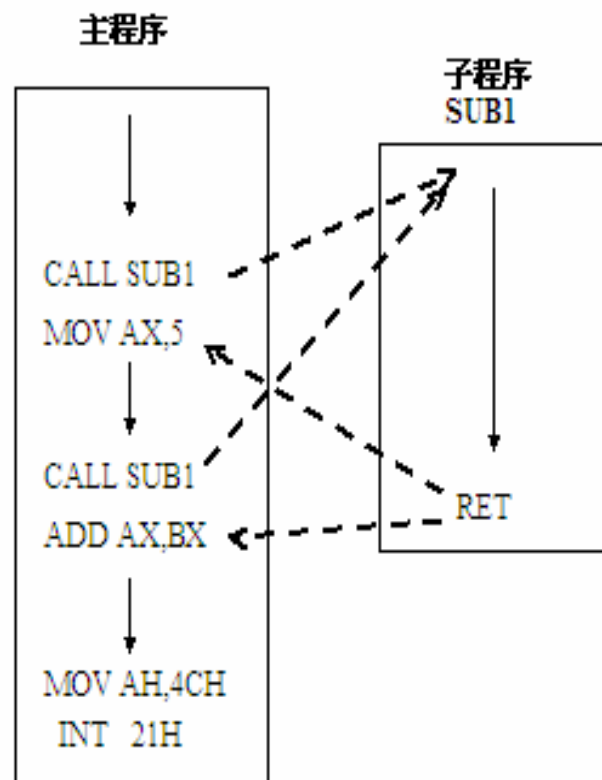 主程序
CALL SUB1
MOV AX,5
CALL SUB1
ADD AX,BX
MOV AH,4CH
INT 21H
子程序
SUB1
RET